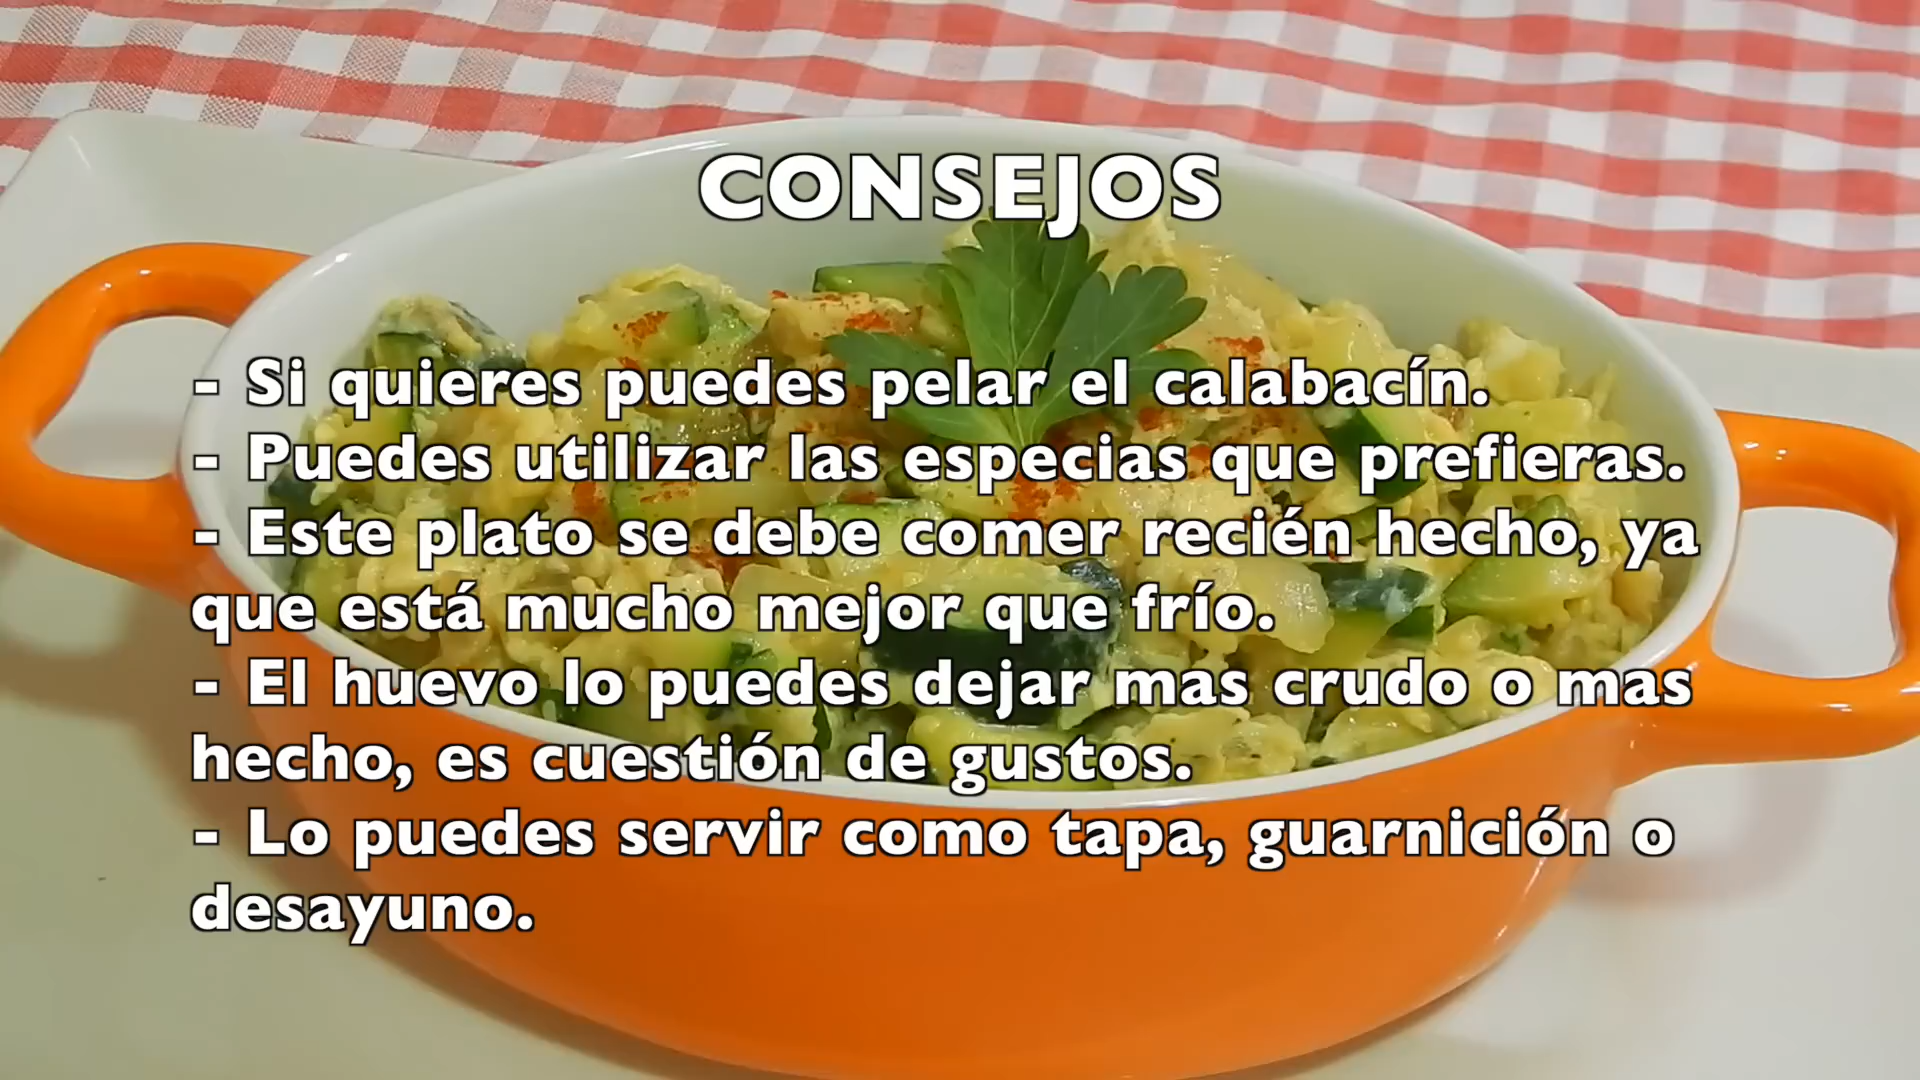 CONSEJOS
- Si quieres puedes pelar el calabacín.
- Puedes utilizar las especias que prefieras.
- Este plato se debe comer recién hecho, ya
que está mucho mejor que frío.
- El huevo lo puedes dejar mas crudo o mas
hecho, es cuestión de gustos.
- Lo puedes servir como tapa, guarnición o
desayuno.